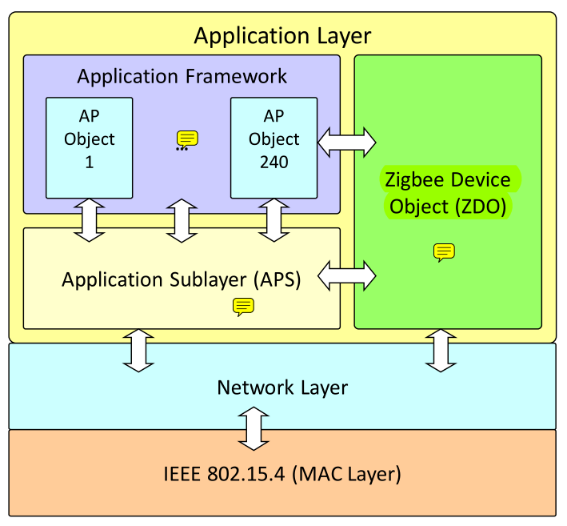 Application Layer
Application Framework
AP
Object
1
...
AP
Object
240
Zigbee Device
Object (ZDO)
Application Sublayer (APS)
Network Layer
IEEE 802.15.4 (MAC Layer)